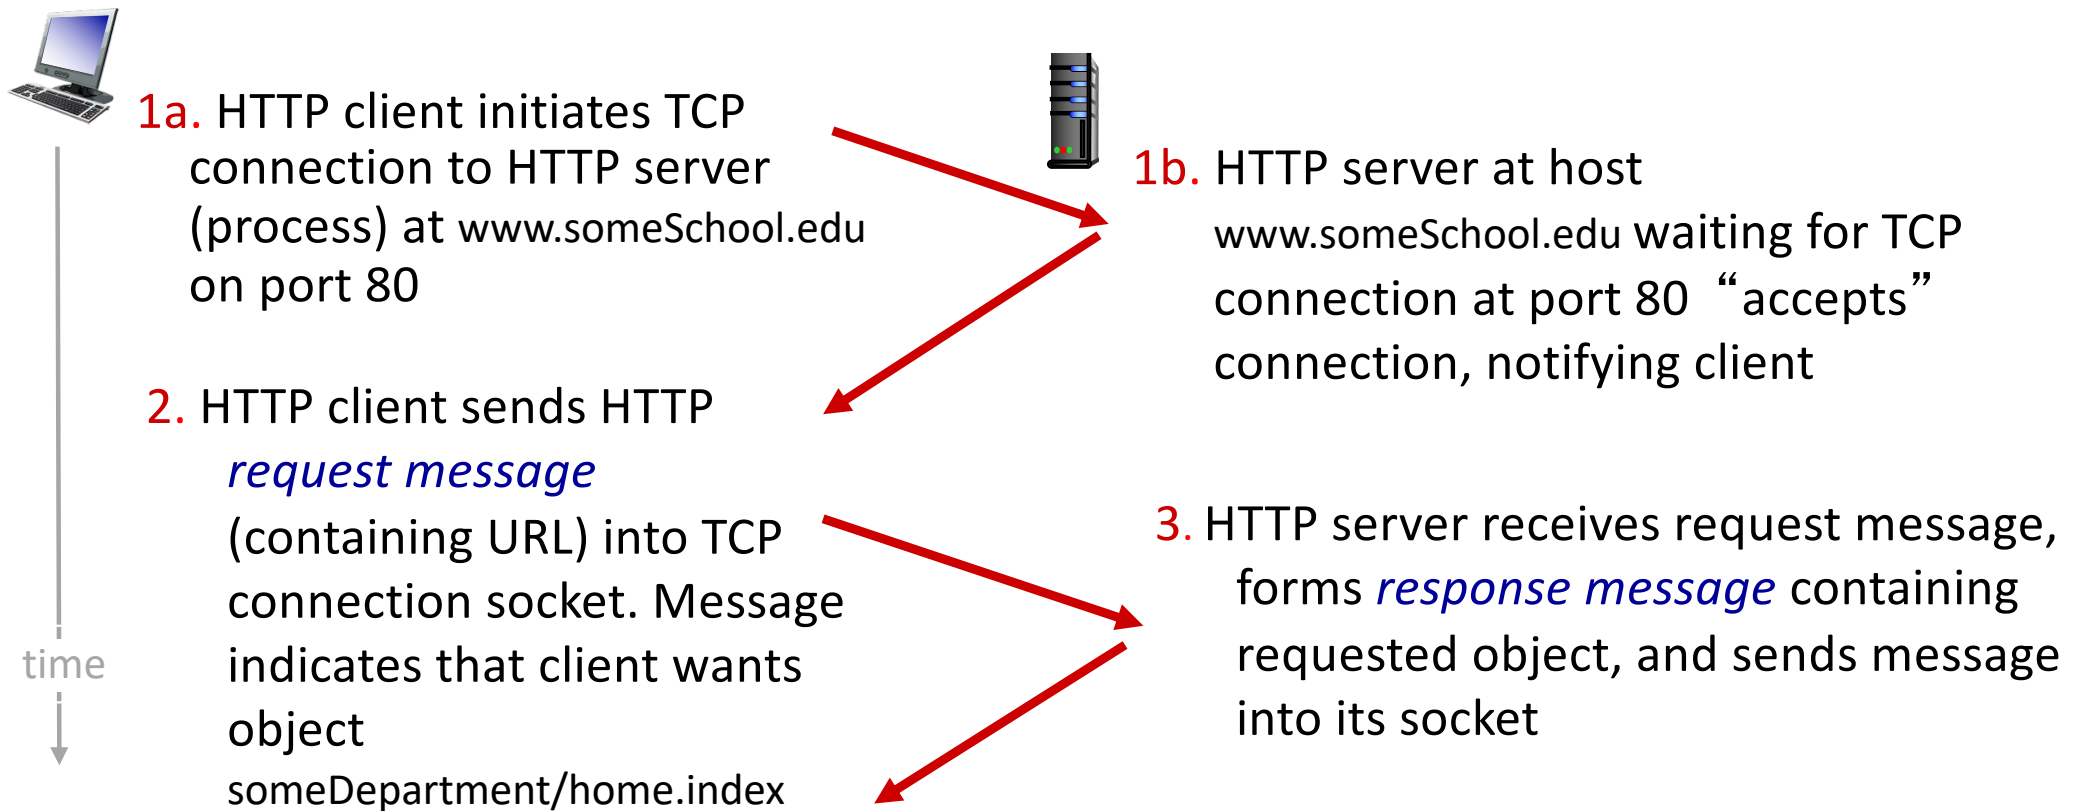 1a. HTTP client initiates TCP
connection to HTTP server
(process) at www.someSchool.edu
on port 80
1b. HTTP server at host
www.someSchool.edu waiting for TCP
connection at port 80 “accepts”
connection, notifying client
2. HTTP client sends HTTP
request message
(containing URL) into TCP
connection socket. Message
indicates that client wants
object
someDepartment/home.index
3. HTTP server receives request message,
forms response message containing
requested object, and sends message
into its socket
time